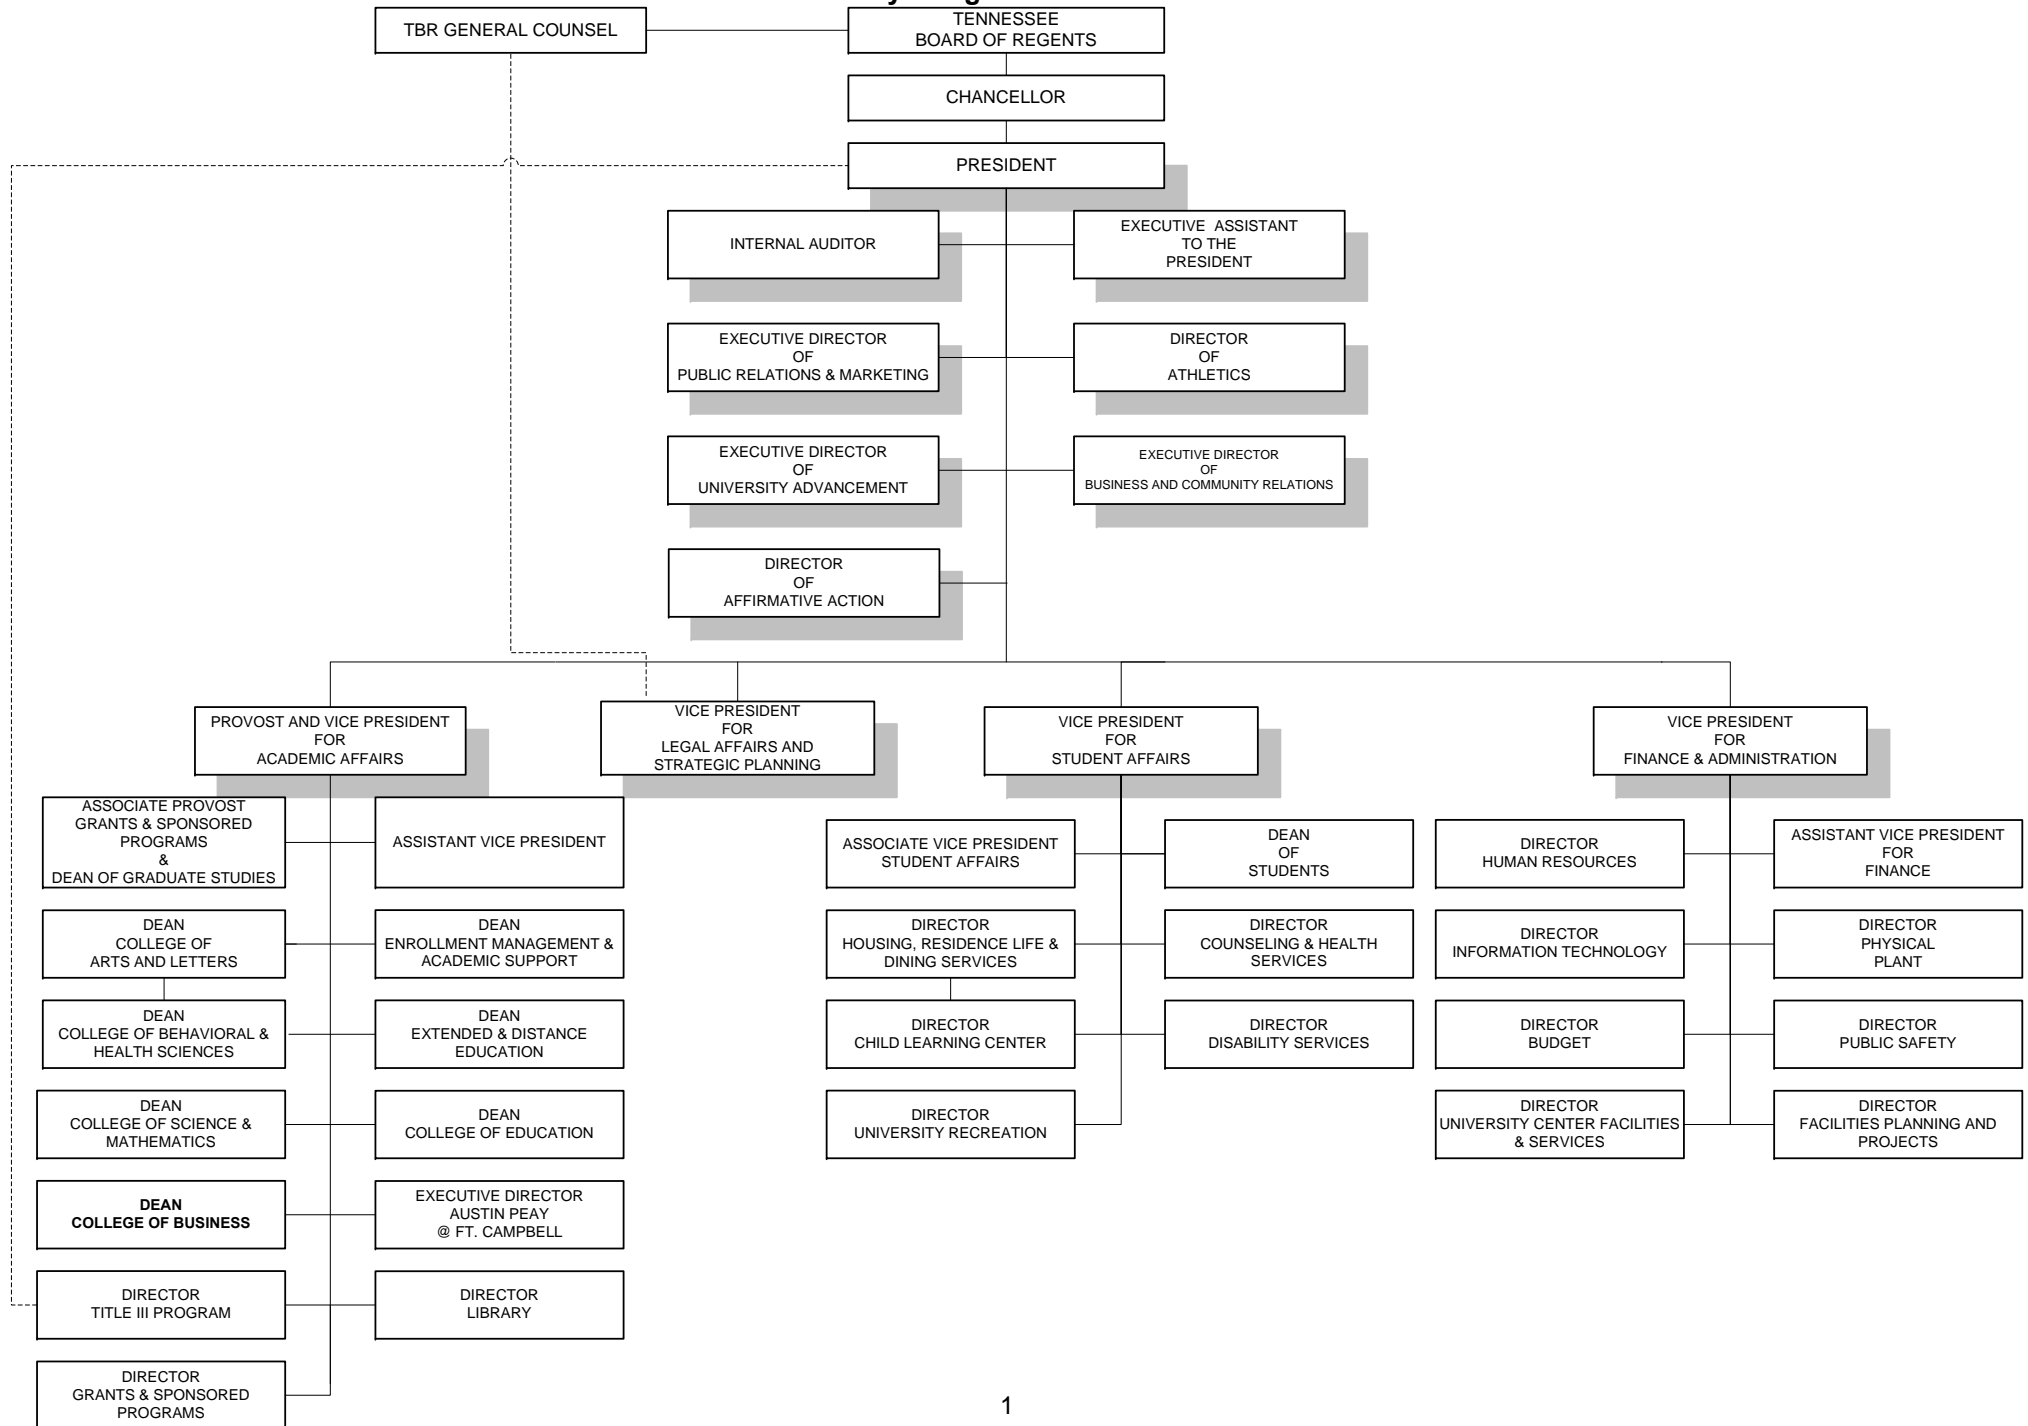 TBR GENERAL COUNSEL
TENNESSEE
BOARD OF REGENTS
CHANCELLOR
PRESIDENT
INTERNAL AUDITOR
EXECUTIVE ASSISTANT
TO THE
PRESIDENT
EXECUTIVE DIRECTOR
OF
PUBLIC RELATIONS & MARKETING
DIRECTOR
OF
ATHLETICS
EXECUTIVE DIRECTOR
OF
UNIVERSITY ADVANCEMENT
EXECUTIVE DIRECTOR
OF
BUSINESS AND COMMUNITY RELATIONS
DIRECTOR
OF
AFFIRMATIVE ACTION
PROVOST AND VICE PRESIDENT
FOR
ACADEMIC AFFAIRS
VICE PRESIDENT
FOR
LEGAL AFFAIRS AND
STRATEGIC PLANNING
VICE PRESIDENT
FOR
STUDENT AFFAIRS
VICE PRESIDENT
FOR
FINANCE & ADMINISTRATION
ASSOCIATE PROVOST
GRANTS & SPONSORED
PROGRAMS
&
DEAN OF GRADUATE STUDIES
ASSISTANT VICE PRESIDENT
ASSOCIATE VICE PRESIDENT
STUDENT AFFAIRS
DEAN
OF
STUDENTS
DIRECTOR
HUMAN RESOURCES
ASSISTANT VICE PRESIDENT
FOR
FINANCE
DEAN
COLLEGE OF
ARTS AND LETTERS
DEAN
ENROLLMENT MANAGEMENT &
ACADEMIC SUPPORT
DIRECTOR
HOUSING, RESIDENCE LIFE &
DINING SERVICES
DIRECTOR
COUNSELING & HEALTH
SERVICES
DIRECTOR
INFORMATION TECHNOLOGY
DIRECTOR
PHYSICAL
PLANT
DEAN
COLLEGE OF BEHAVIORAL &
HEALTH SCIENCES
DEAN
EXTENDED & DISTANCE
EDUCATION
DIRECTOR
CHILD LEARNING CENTER
DIRECTOR
DISABILITY SERVICES
DIRECTOR
BUDGET
DIRECTOR
PUBLIC SAFETY
DEAN
COLLEGE OF SCIENCE &
MATHEMATICS
DEAN
COLLEGE OF EDUCATION
DIRECTOR
UNIVERSITY RECREATION
DIRECTOR
UNIVERSITY CENTER FACILITIES
& SERVICES
DIRECTOR
FACILITIES PLANNING AND
PROJECTS
DEAN
COLLEGE OF BUSINESS
EXECUTIVE DIRECTOR
AUSTIN PEAY
@ FT. CAMPBELL
DIRECTOR
TITLE III PROGRAM
DIRECTOR
LIBRARY
DIRECTOR
GRANTS & SPONSORED
PROGRAMS
1